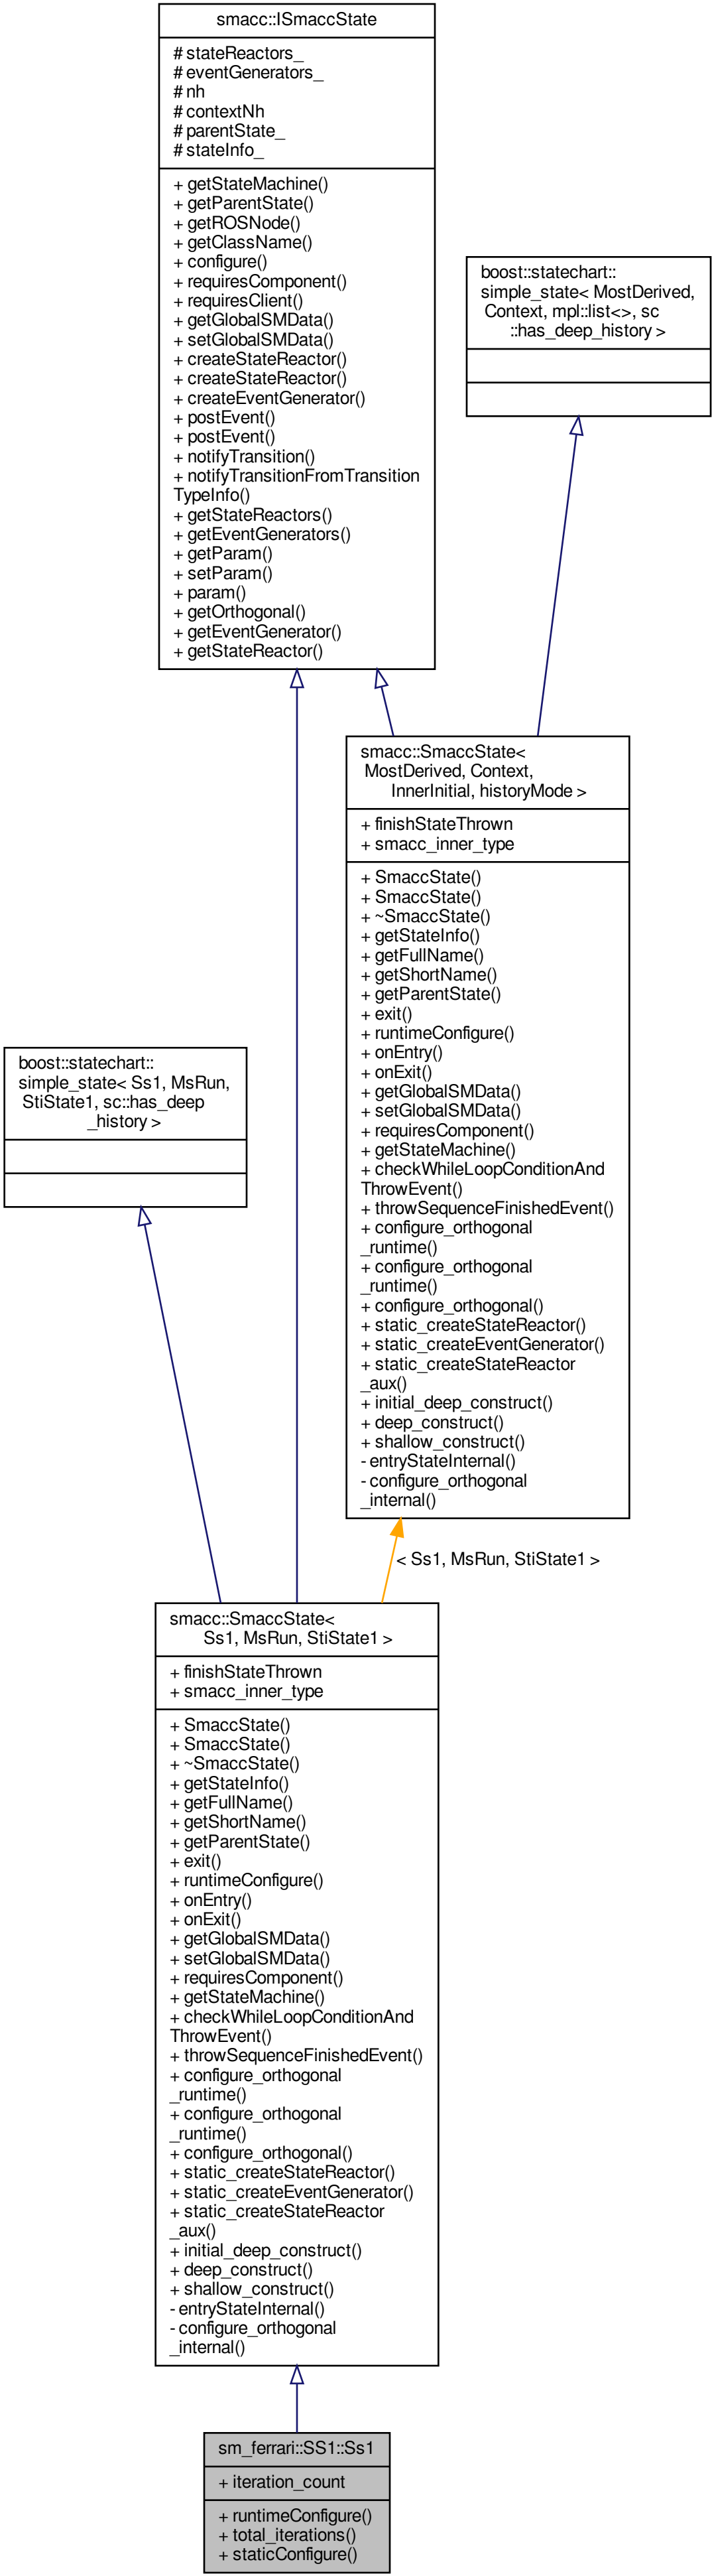 smacc::ISmaccState
# stateReactors_
# eventGenerators_
# nh
# contextNh
# parentState_
# stateInfo_
+ getStateMachine()
+ getParentState()
+ getROSNode()
+ getClassName()
+ configure()
+ requiresComponent()
+ requiresClient()
+ getGlobalSMData()
+ setGlobalSMData()
+ createStateReactor()
+ createStateReactor()
+ createEventGenerator()
+ postEvent()
+ postEvent()
+ notifyTransition()
+ notifyTransitionFromTransition
TypeInfo()
+ getStateReactors()
+ getEventGenerators()
+ getParam()
+ setParam()
+ param()
+ getOrthogonal()
+ getEventGenerator()
+ getStateReactor()
boost::statechart::
simple_state< MostDerived,
Context, mpl::list<>, sc
::has_deep_history >
smacc::SmaccState<
MostDerived, Context,
InnerInitial, historyMode >
+ finishStateThrown
+ smacc_inner_type
+ SmaccState()
+ SmaccState()
+ ~SmaccState()
+ getStateInfo()
+ getFullName()
+ getShortName()
+ getParentState()
+ exit()
+ runtimeConfigure()
+ onEntry()
+ onExit()
+ getGlobalSMData()
+ setGlobalSMData()
+ requiresComponent()
+ getStateMachine()
+ checkWhileLoopConditionAnd
ThrowEvent()
+ throwSequenceFinishedEvent()
+ configure_orthogonal
_runtime()
+ configure_orthogonal
_runtime()
+ configure_orthogonal()
+ static_createStateReactor()
+ static_createEventGenerator()
+ static_createStateReactor
_aux()
+ initial_deep_construct()
+ deep_construct()
+ shallow_construct()
- entryStateInternal()
- configure_orthogonal
_internal()
boost::statechart::
simple_state< Ss1, MsRun,
StiState1, sc::has_deep
_history >
< Ss1, MsRun, StiState1 >
smacc::SmaccState<
Ss1, MsRun, StiState1 >
+ finishStateThrown
+ smacc_inner_type
+ SmaccState()
+ SmaccState()
+ ~SmaccState()
+ getStateInfo()
+ getFullName()
+ getShortName()
+ getParentState()
+ exit()
+ runtimeConfigure()
+ onEntry()
+ onExit()
+ getGlobalSMData()
+ setGlobalSMData()
+ requiresComponent()
+ getStateMachine()
+ checkWhileLoopConditionAnd
ThrowEvent()
+ throwSequenceFinishedEvent()
+ configure_orthogonal
_runtime()
+ configure_orthogonal
_runtime()
+ configure_orthogonal()
+ static_createStateReactor()
+ static_createEventGenerator()
+ static_createStateReactor
_aux()
+ initial_deep_construct()
+ deep_construct()
+ shallow_construct()
- entryStateInternal()
- configure_orthogonal
_internal()
sm_ferrari::SS1::Ss1
+ iteration_count
+ runtimeConfigure()
+ total_iterations()
+ staticConfigure()